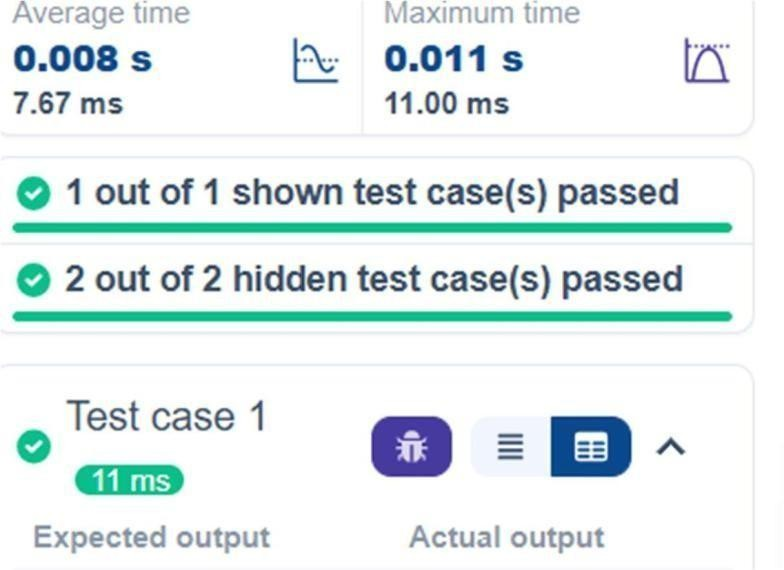 Average time
0.008 s
7.67 ms
Maximum time
0.011 s
11.00 ms
1 out of 1 shown test case(s) passed
2 out of 2 hidden test case(s) passed
Test case 1
11 ms
Expected output
Actual output